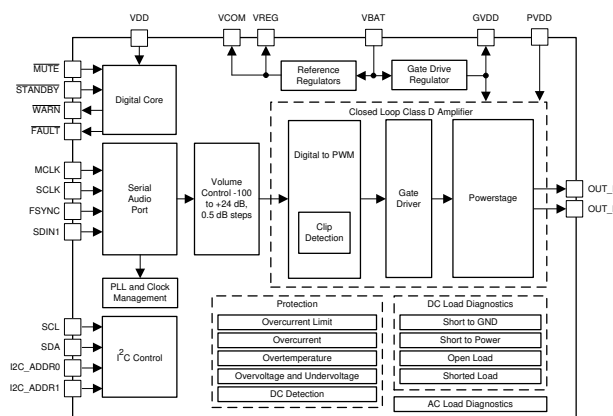 VDD
VCOM
VREG
VBAT
GVDD
PVDD
MUTE
STANDBY
WARN
FAULT
Digital Core
Reference
Regulators
Gate Drive
Regulator
Closed Loop Class D Amplifier
MCLK
SCLK
FSYNC
SDIN1
Serial
Audio
Port
Volume
Control -100
to +24 dB,
0.5 dB steps
Digital to PWM
Clip
Detection
Gate
Driver
Powerstage
OUT_
OUT_
PLL and Clock
Management
SCL
SDA
I2C_ADDR0
I2C_ADDR1
I2C Control
Protection
Overcurrent Limit
Overcurrent
Overtemperature
Overvoltage and Undervoltage
DC Detection
DC Load Diagnostics
Short to GND
Short to Power
Open Load
Shorted Load
AC Load Diagnostics